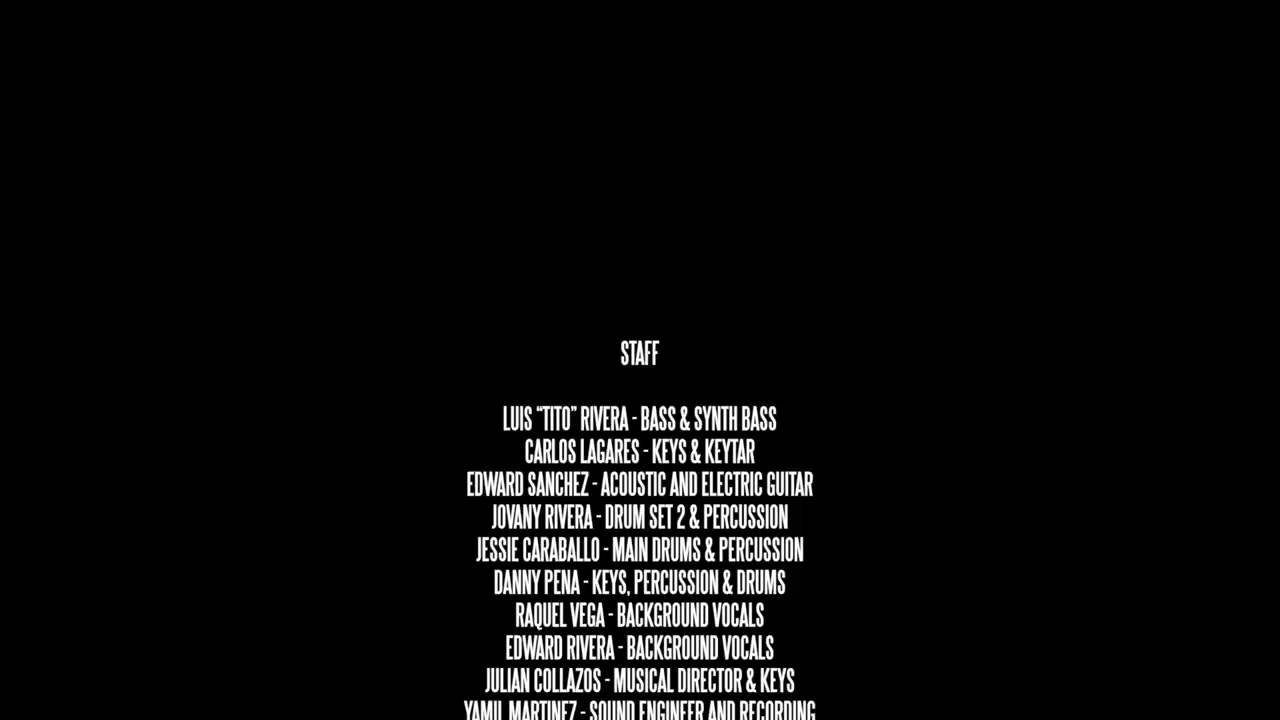 STAFF
LUIS “TITO” RIVERA - BASS & SYNTH BASS
CARLOS LAGARES - KEYS & KEYTAR
EDWARD SANCHEZ - ACOUSTIC AND ELECTRIC GUITAR
JOVANY RIVERA - DRUM SET 2 & PERCUSSION
JESSIE CARABALLO - MAIN DRUMS & PERCUSSION
DANNY PENA - KEYS, PERCUSSION & DRUMS
RAQUEL VEGA - BACKGROUND VOCALS
EDWARD RIVERA - BACKGROUND VOCALS
JULIAN COLLAZOS - MUSICAL DIRECTOR & KEYS
YAMIL MARTINEZ - SOUND ENGINEER AND RECORDING